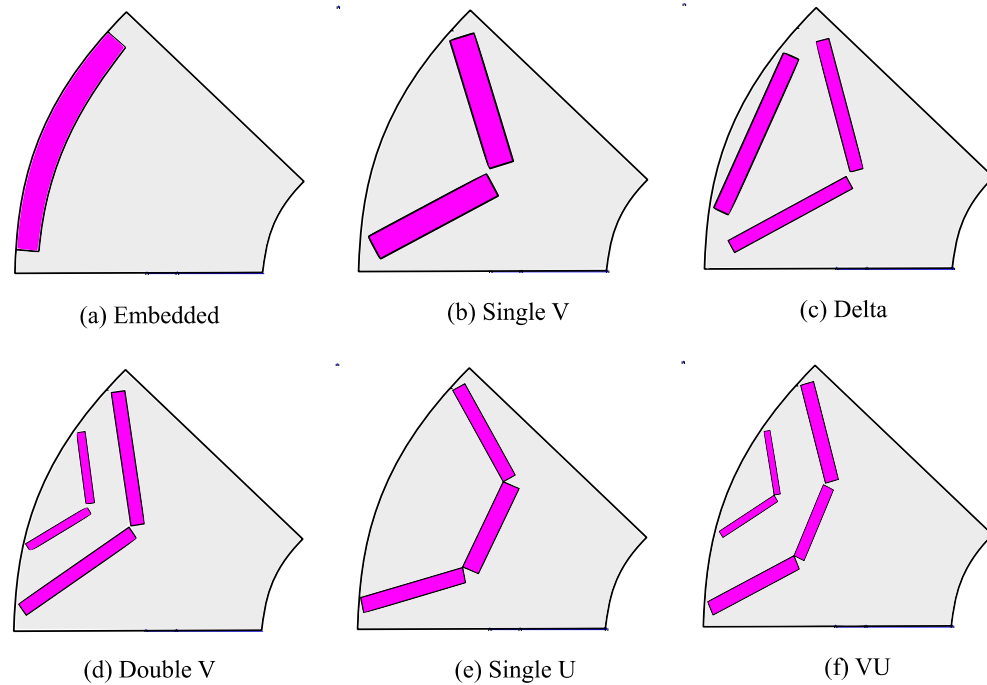 (a) Embedded
(b) Single V
(c) Delta
(d) Double V
(e) Single U
(f) VU